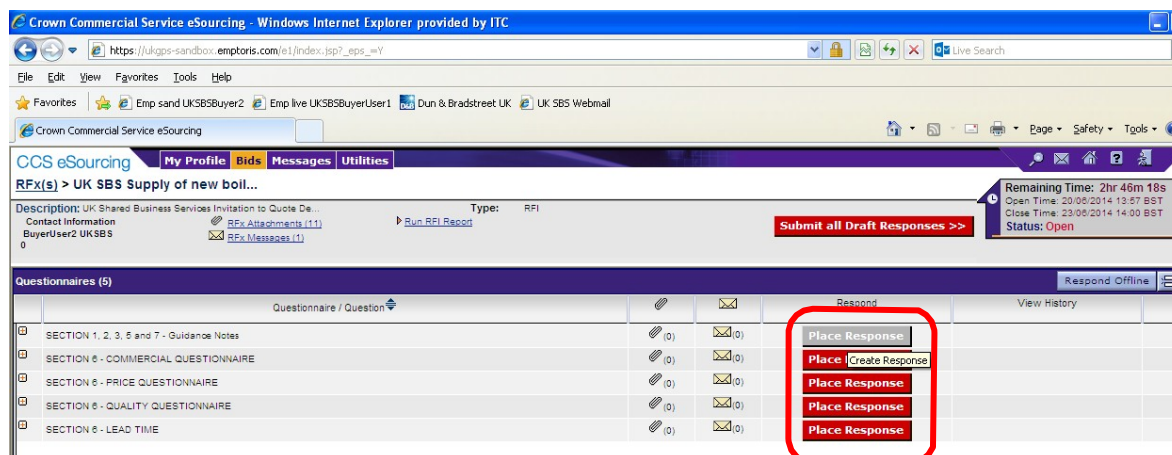 Crown Commercial Service eSourcing - Windows Internet Explorer provided by ITC
https://ukgps-sandbox.emptoris.com/e1/index.jsp?_eps_=Y
Live Search
File Edit View Favorites Tools Help
Favorites Emp sand UKSBSBuyer2 Emp live UKSBSBuyerUser1 Dun & Bradstreet UK UK SBS Webmail
Crown Commercial Service eSourcing Page Safety Tools
CCS eSourcing My Profile Bids Messages Utilities
RFx(s) > UK SBS Supply of new boil...
Remaining Time: 2hr 46m 18s
Open Time: 20/06/2014 13:57 BST
Close Time: 23/06/2014 14:00 BST
Status: Open
Description: UK Shared Business Services Invitation to Quote De... Type: RFI
Contact Information RFx Attachments (11) Run RFI Report
BuyerUser2 UKSBS RFx Messages (1)
0
Submit all Draft Responses >>
Questionnaires (5) Respond Offline
Questionnaire / Question Respond View History
SECTION 1, 2, 3, 5 and 7 - Guidance Notes (0) (0) Place Response
SECTION 6 - COMMERCIAL QUESTIONNAIRE (0) (0) Place Create Response
SECTION 6 - PRICE QUESTIONNAIRE (0) (0) Place Response
SECTION 6 - QUALITY QUESTIONNAIRE (0) (0) Place Response
SECTION 6 - LEAD TIME (0) (0) Place Response